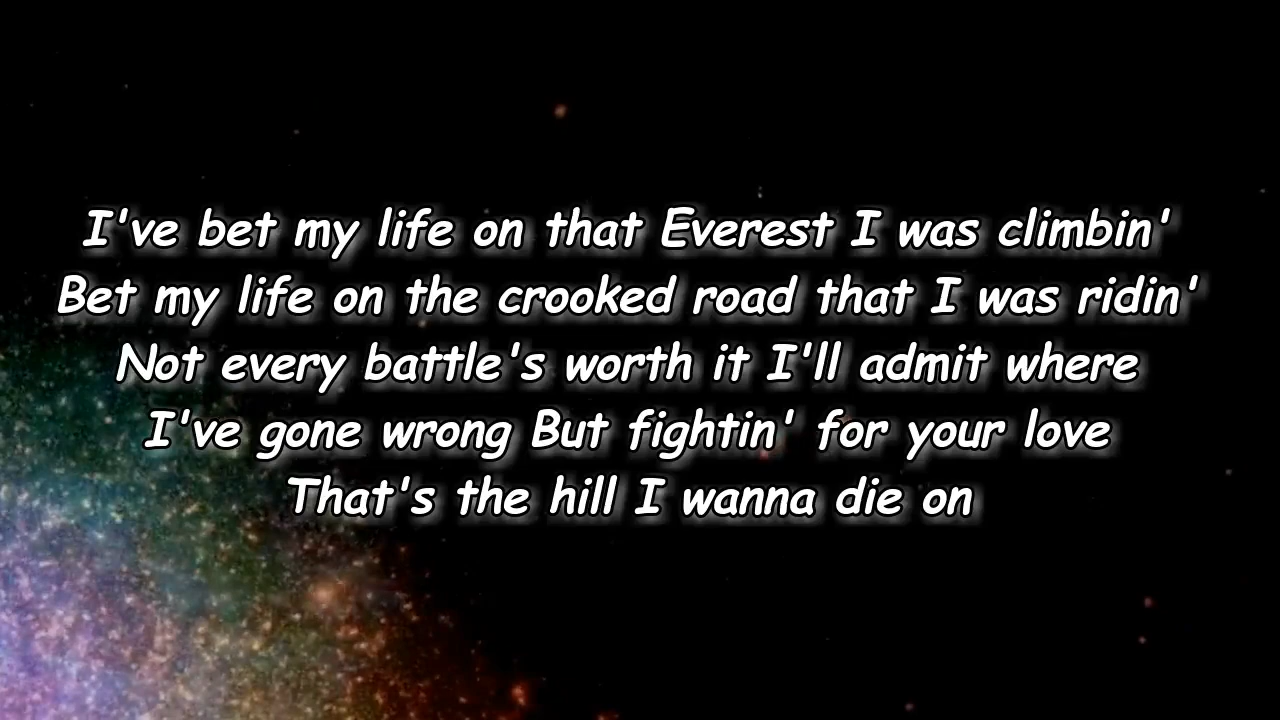 I've bet my life on that Everest I was climbin'
Bet my life on the crooked road that I was ridin'
Not every battle's worth it I'll admit where
I've gone wrong But fightin' for your love
That's the hill I wanna die on